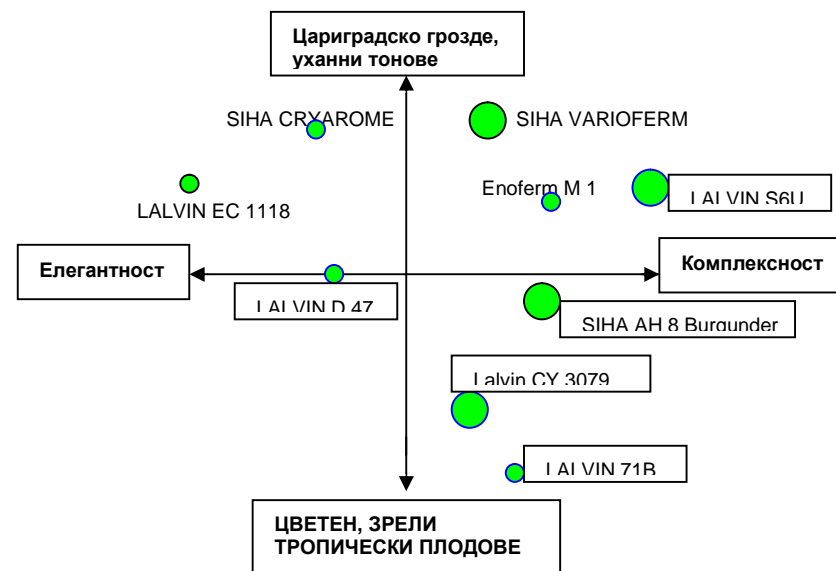 Цариградско грозде,
уханни тонове
SIHA CRYAROME
SIHA VARIOFERM
Enoferm M 1
LALVIN S6U
LALVIN EC 1118
Елегантност
Комплексност
LALVIN D 47
SIHA AH 8 Burgunder
Lalvin CY 3079
LALVIN 71B
ЦВЕТЕН, ЗРЕЛИ
ТРОПИЧЕСКИ ПЛОДОВЕ